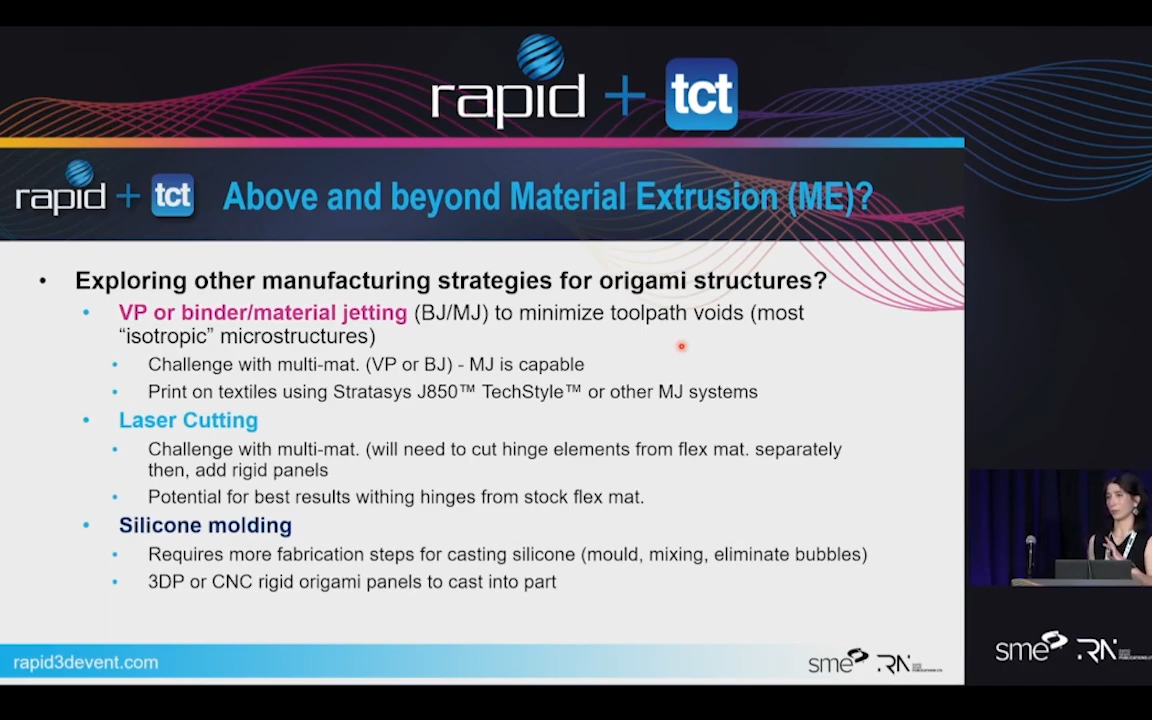 rapid + tct
rapid + tct
Above and beyond Material Extrusion (ME)?
• Exploring other manufacturing strategies for origami structures?
• VP or binder/material jetting (BJ/MJ) to minimize toolpath voids (most
“isotropic” microstructures)
• Challenge with multi-mat. (VP or BJ) - MJ is capable
• Print on textiles using Stratasys J850™ TechStyle™ or other MJ systems
• Laser Cutting
• Challenge with multi-mat. (will need to cut hinge elements from flex mat. separately
then, add rigid panels
• Potential for best results withing hinges from stock flex mat.
• Silicone molding
• Requires more fabrication steps for casting silicone (mould, mixing, eliminate bubbles)
• 3DP or CNC rigid origami panels to cast into part
rapid3devent.com
sme
sme